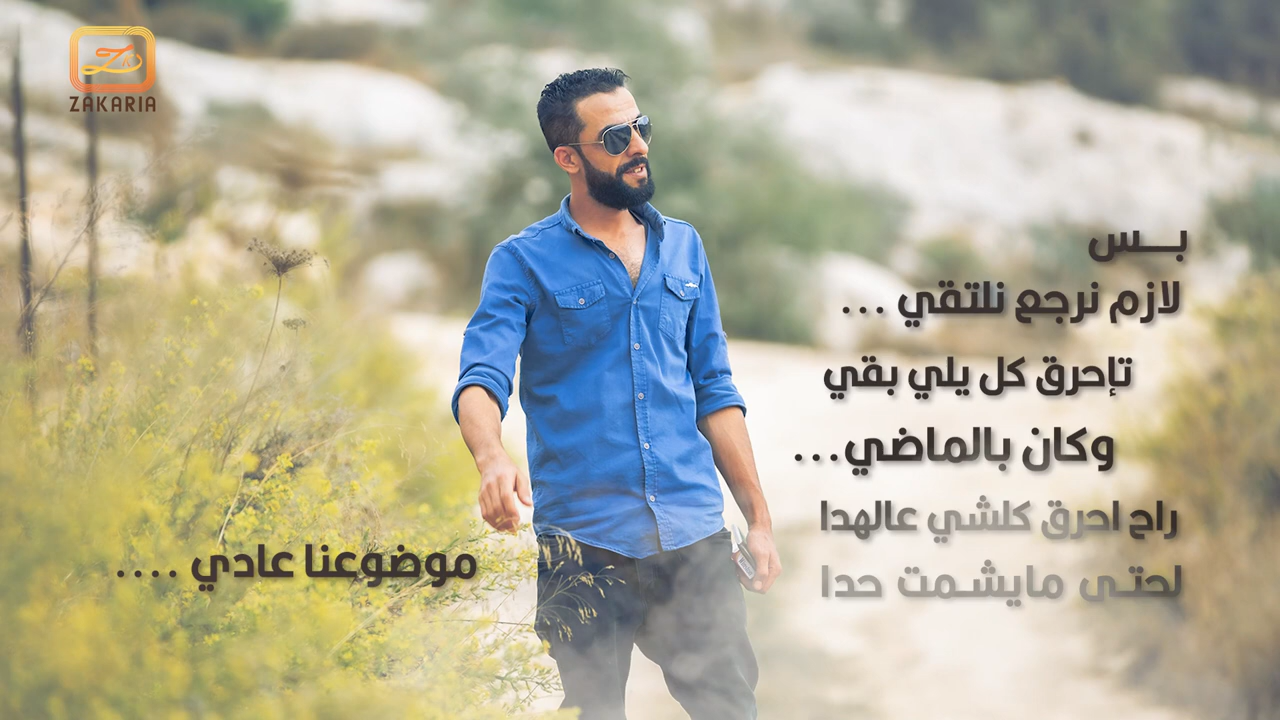 ZAKARIA
بـــس
لازم نرجع نلتقي ...
تإحرق كل يلي بقي
وكان بالماضي...
راح احرق كلشي عالهدا
لحتى مايشمت حدا
موضوعنا عادي ....